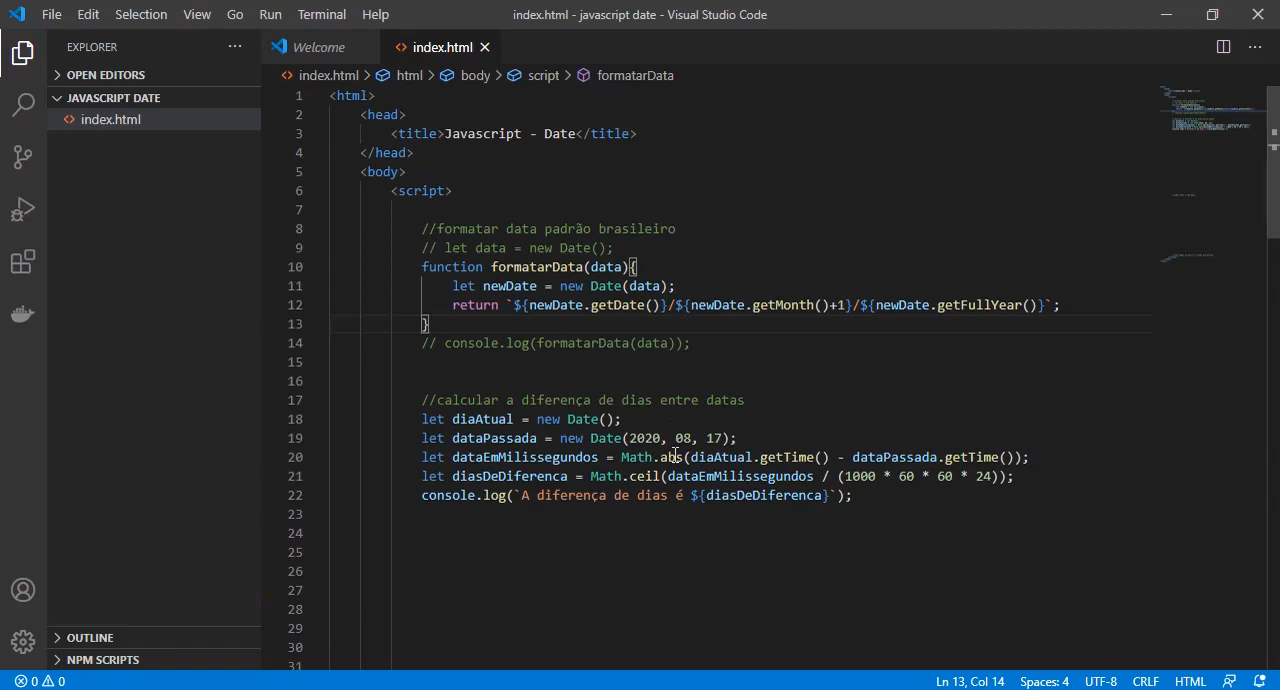 File Edit Selection View Go Run Terminal Help index.html - javascript date - Visual Studio Code
EXPLORER
OPEN EDITORS
JAVASCRIPT DATE
index.html
OUTLINE
NPM SCRIPTS
Welcome index.html
index.html > html > body > script > formatarData
1 <html>
2 <head>
3 <title>Javascript - Date</title>
4 </head>
5 <body>
6 <script>
7
8 //formatar data padrão brasileiro
9 // let data = new Date();
10 function formatarData(data){
11 let newDate = new Date(data);
12 return `${newDate.getDate()}/${newDate.getMonth()+1}/${newDate.getFullYear()}`;
13 }
14 // console.log(formatarData(data));
15
16
17 //calcular a diferença de dias entre datas
18 let diaAtual = new Date();
19 let dataPassada = new Date(2020, 08, 17);
20 let dataEmMilissegundos = Math.abs(diaAtual.getTime() - dataPassada.getTime());
21 let diasDeDiferenca = Math.ceil(dataEmMilissegundos / (1000 * 60 * 60 * 24));
22 console.log(`A diferença de dias é ${diasDeDiferenca}`);
23
24
25
26
27
28
29
30
31
0 0 Ln 13, Col 14 Spaces: 4 UTF-8 CRLF HTML